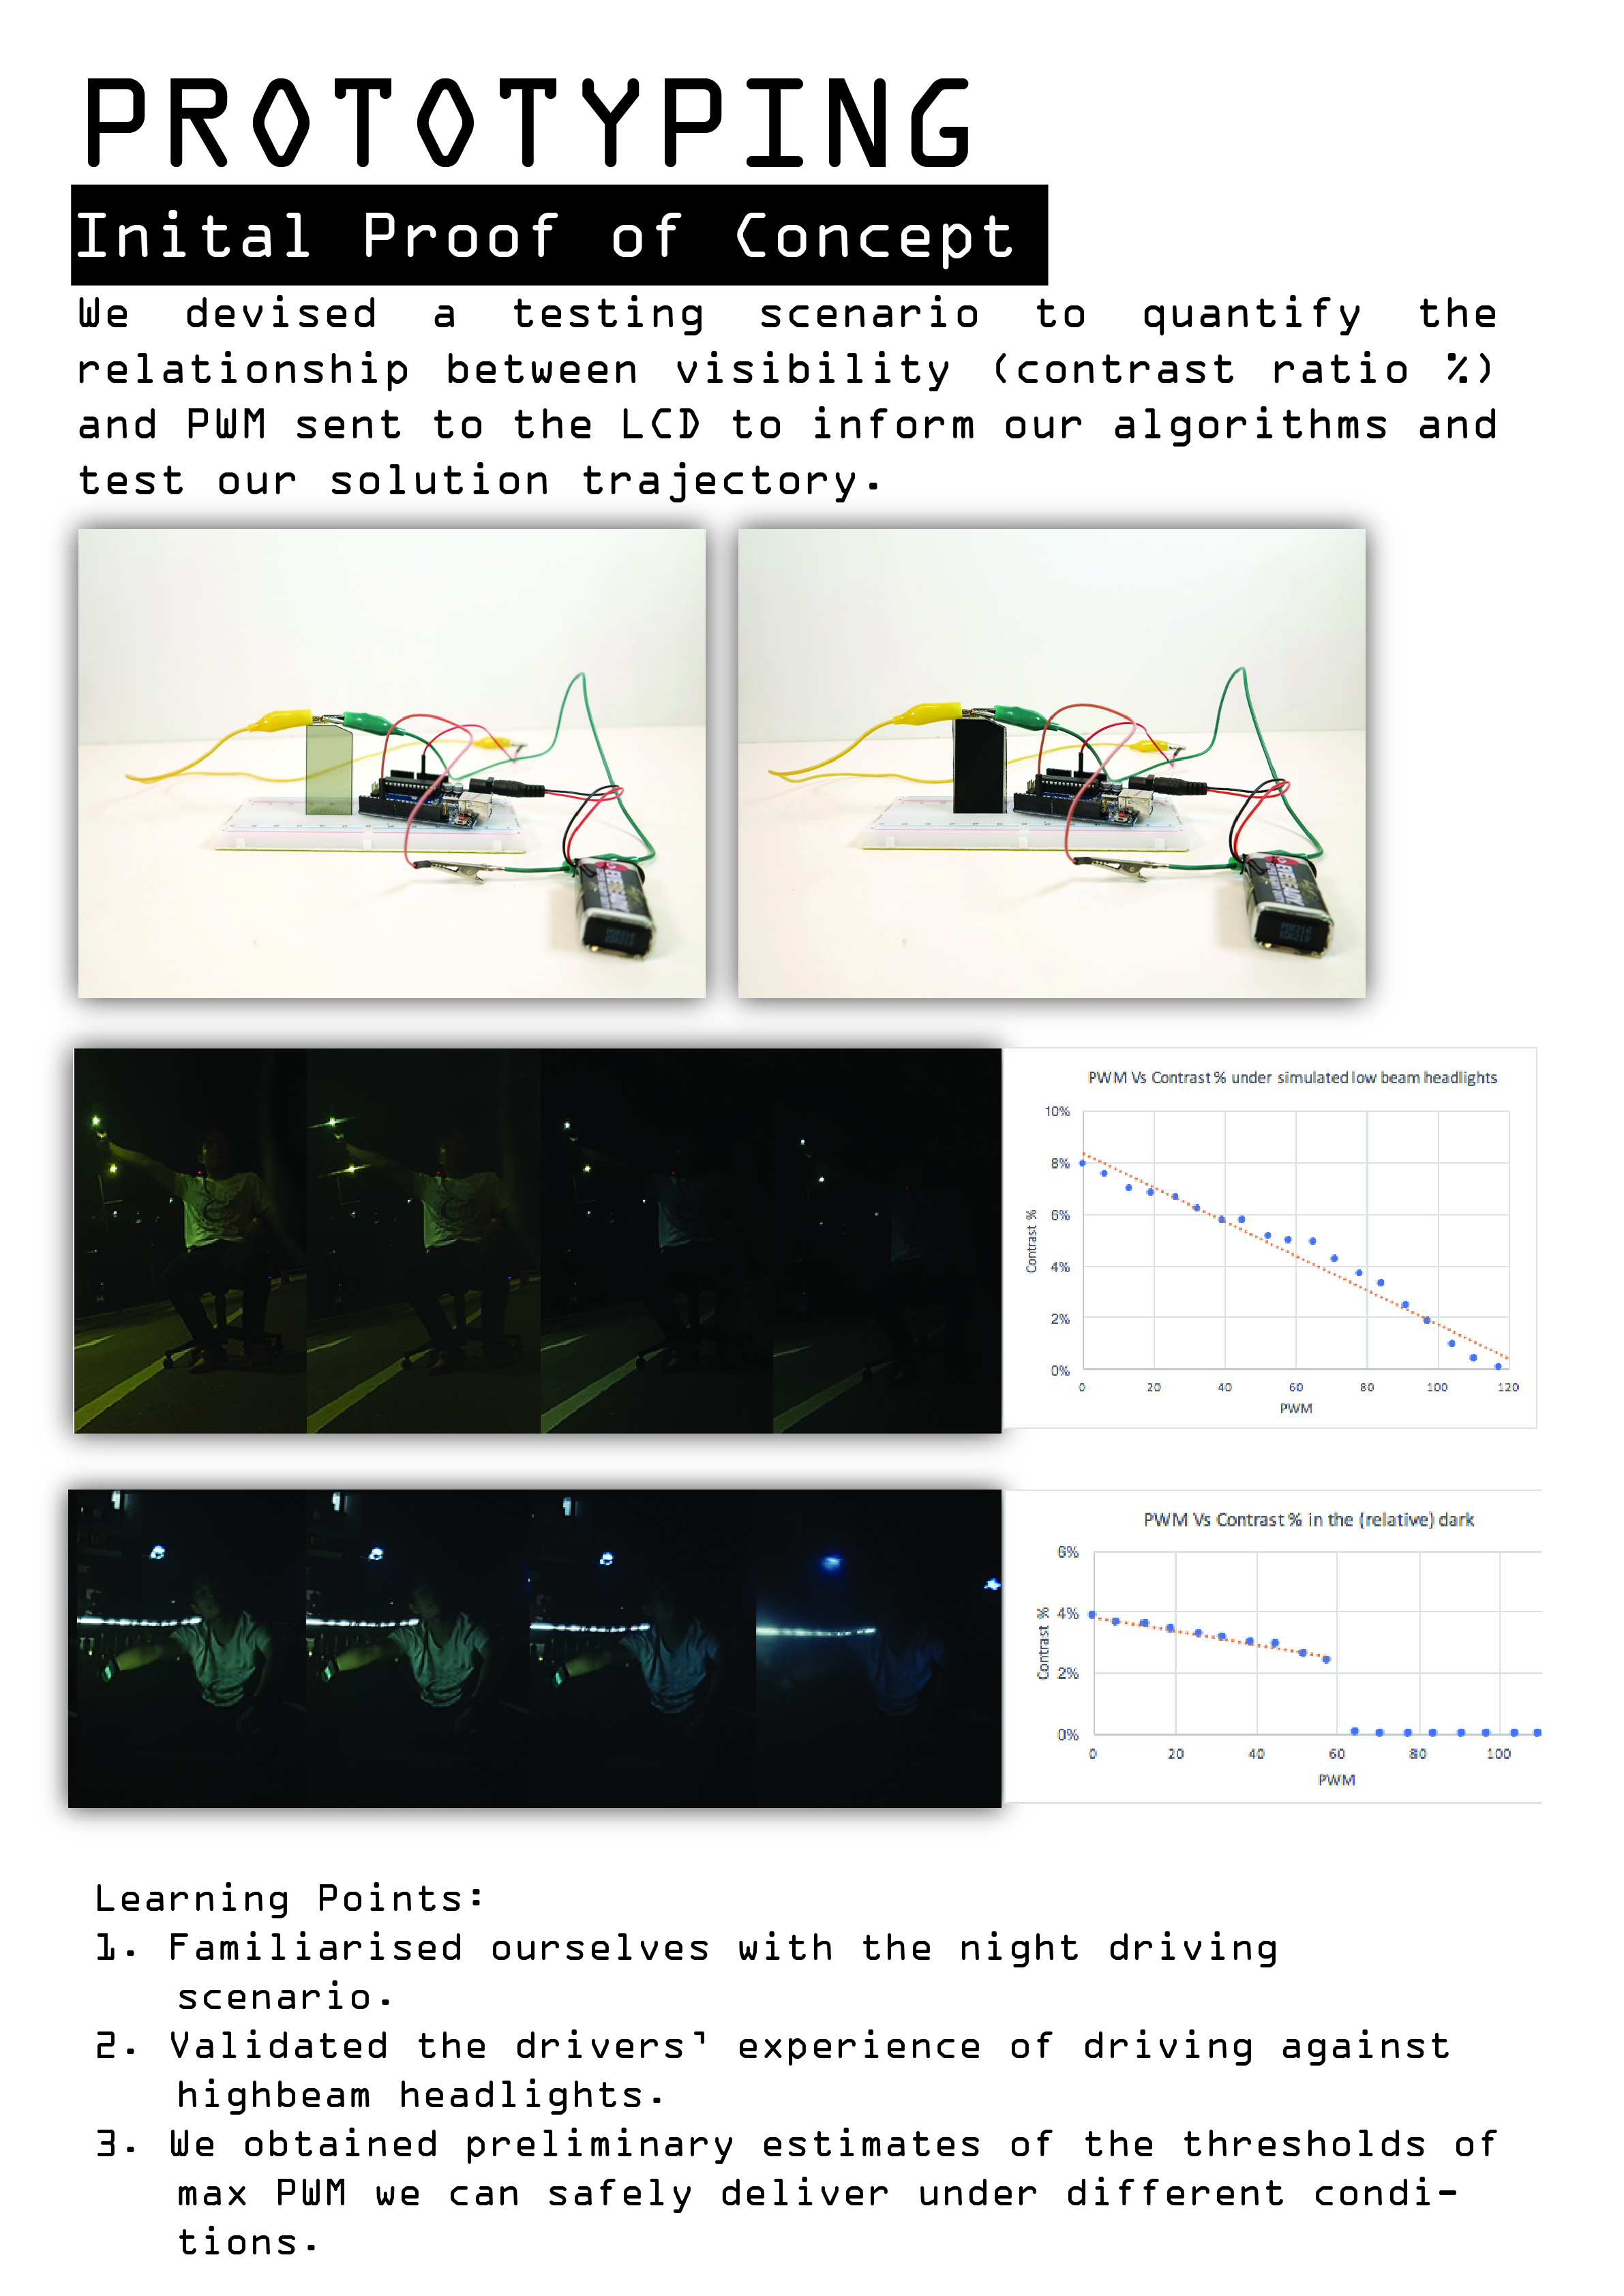 PROTOTYPING
Inital Proof of Concept
We devised a testing scenario to quantify the
relationship between visibility (contrast ratio %)
and PWM sent to the LCD to inform our algorithms and
test our solution trajectory.
PWM Vs Contrast % under simulated low beam headlights
10%
8%
6%
4%
2%
0%
Contrast %
0 20 40 60 80 100 120
PWM
PWM Vs Contrast % in the (relative) dark
6%
4%
2%
0%
Contrast %
0 20 40 60 80 100
PWM
Learning Points:
1. Familiarised ourselves with the night driving
scenario.
2. Validated the drivers' experience of driving against
highbeam headlights.
3. We obtained preliminary estimates of the thresholds of
max PWM we can safely deliver under different condi-
tions.